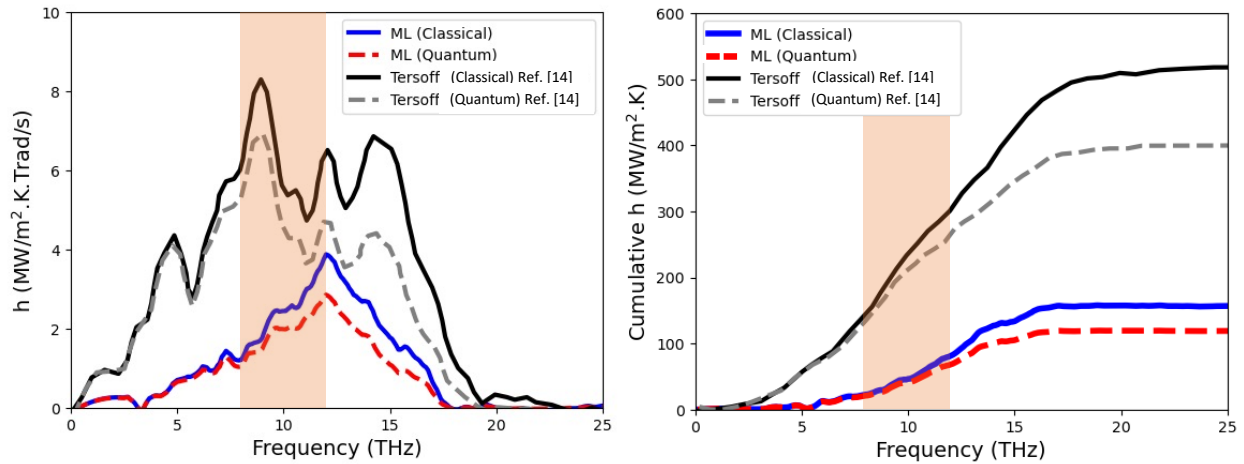 10
8
6
4
2
0
h (MW/m².K.Trad/s)
ML (Classical)
ML (Quantum)
Tersoff (Classical) Ref. [14]
Tersoff (Quantum) Ref. [14]
0 5 10 15 20 25
Frequency (THz)
600
500
400
300
200
100
0
Cumulative h (MW/m².K)
ML (Classical)
ML (Quantum)
Tersoff (Classical) Ref. [14]
Tersoff (Quantum) Ref. [14]
0 5 10 15 20 25
Frequency (THz)